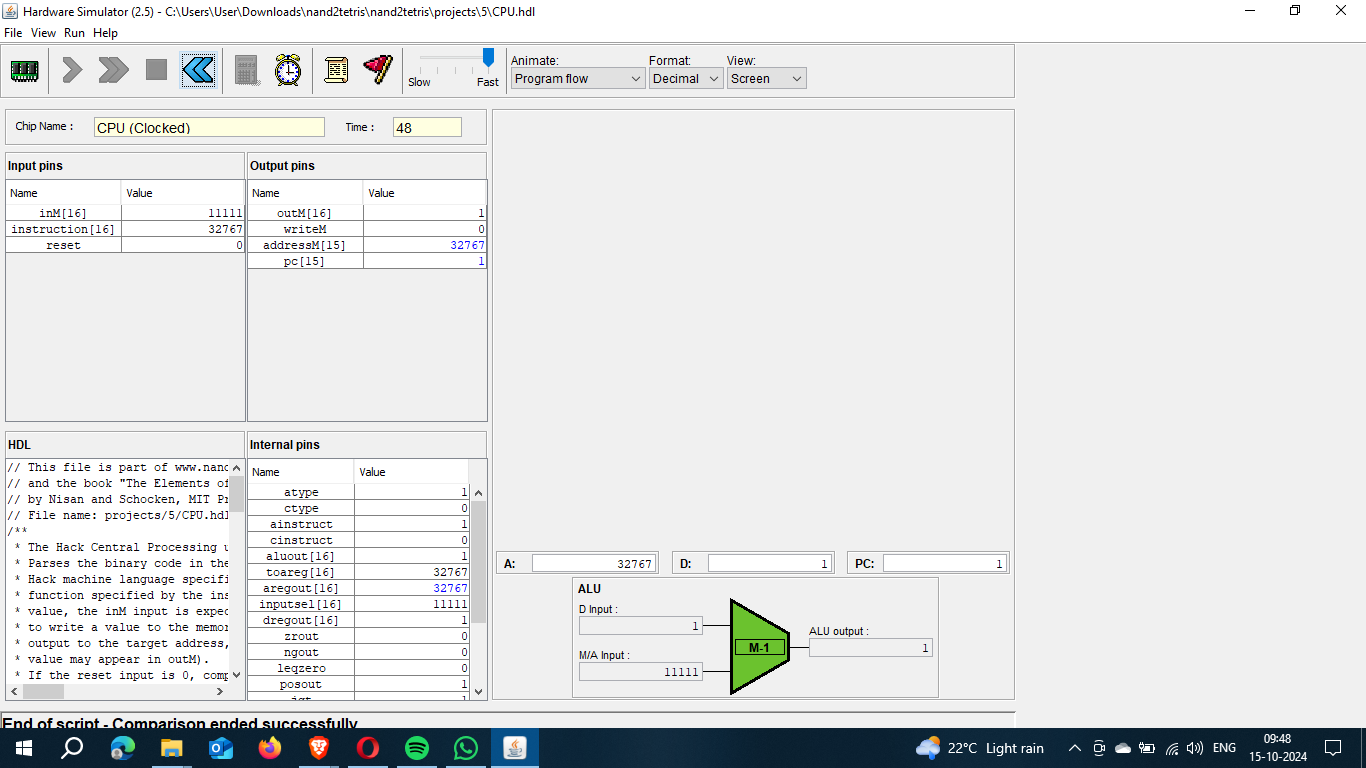 Hardware Simulator (2.5) - C:\Users\User\Downloads\nand2tetris\nand2tetris\projects\5\CPU.hdl
File View Run Help
Slow Fast
Animate: Format: View:
Program flow Decimal Screen
Chip Name : CPU (Clocked) Time : 48
Input pins
Name Value
inM[16] 11111
instruction[16] 32767
reset 0
Output pins
Name Value
outM[16] 1
writeM 0
addressM[15] 32767
pc[15] 1
HDL
// This file is part of www.nand
// and the book "The Elements of
// by Nisan and Schocken, MIT Pr
// File name: projects/5/CPU.hdl
/**
* The Hack Central Processing u
* Parses the binary code in the
* Hack machine language specifi
* function specified by the ins
* value, the inM input is expec
* to write a value to the memor
* output to the target address,
* value may appear in outM).
* If the reset input is 0, comp
Internal pins
Name Value
atype 1
ctype 0
ainstruct 1
cinstruct 0
aluout[16] 1
toareg[16] 32767
aregout[16] 32767
inputsel[16] 11111
dregout[16] 1
zrout 0
ngout 0
leqzero 0
posout 1
A: 32767 D: 1 PC: 1
ALU
D Input :
1
M/A Input :
11111
M-1
ALU output :
1
End of script - Comparison ended successfully
22°C Light rain ENG 09:48
15-10-2024